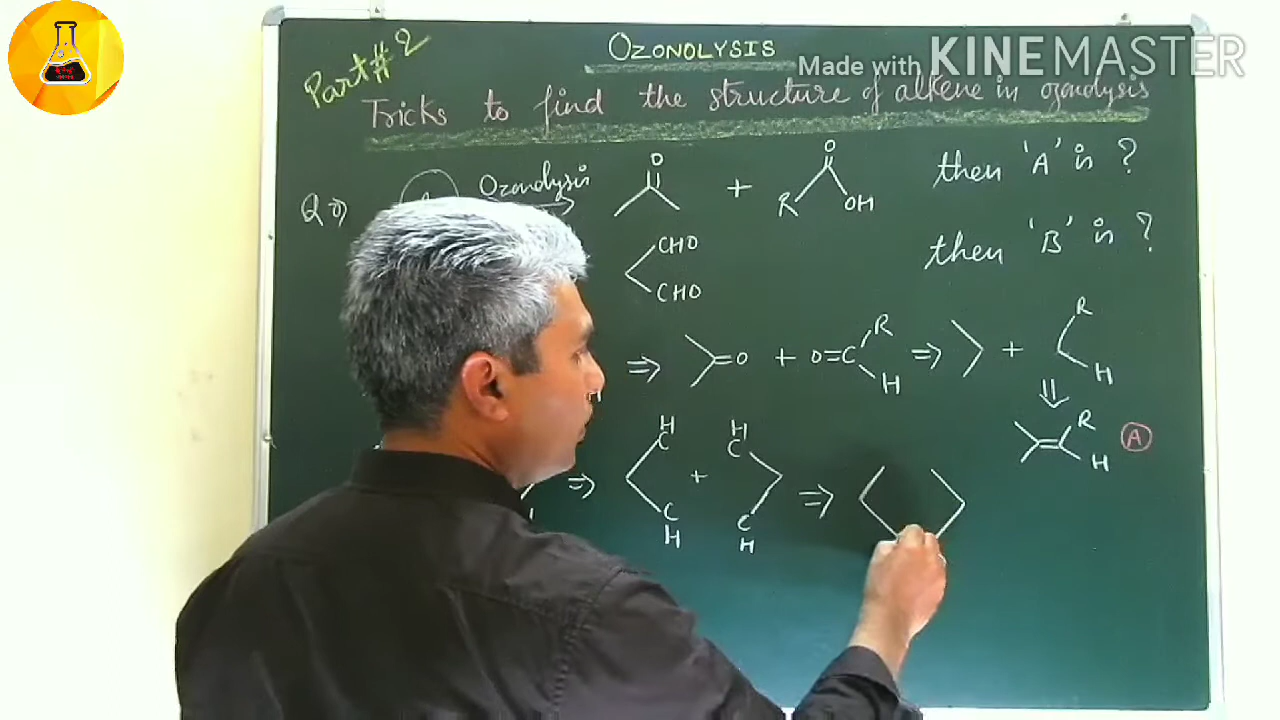 Part # 2
OZONOLYSIS
Made with KINEMASTER
Tricks to find the structure of alkene in ozonolysis
Q ⇒) Ozonolysis → O + R O OH then 'A' is ?
CHO
CHO then 'B' is ?
⇒ =O + O=C R H ⇒ + R H
⇓
R H A
⇒ H C C H + H C C H ⇒